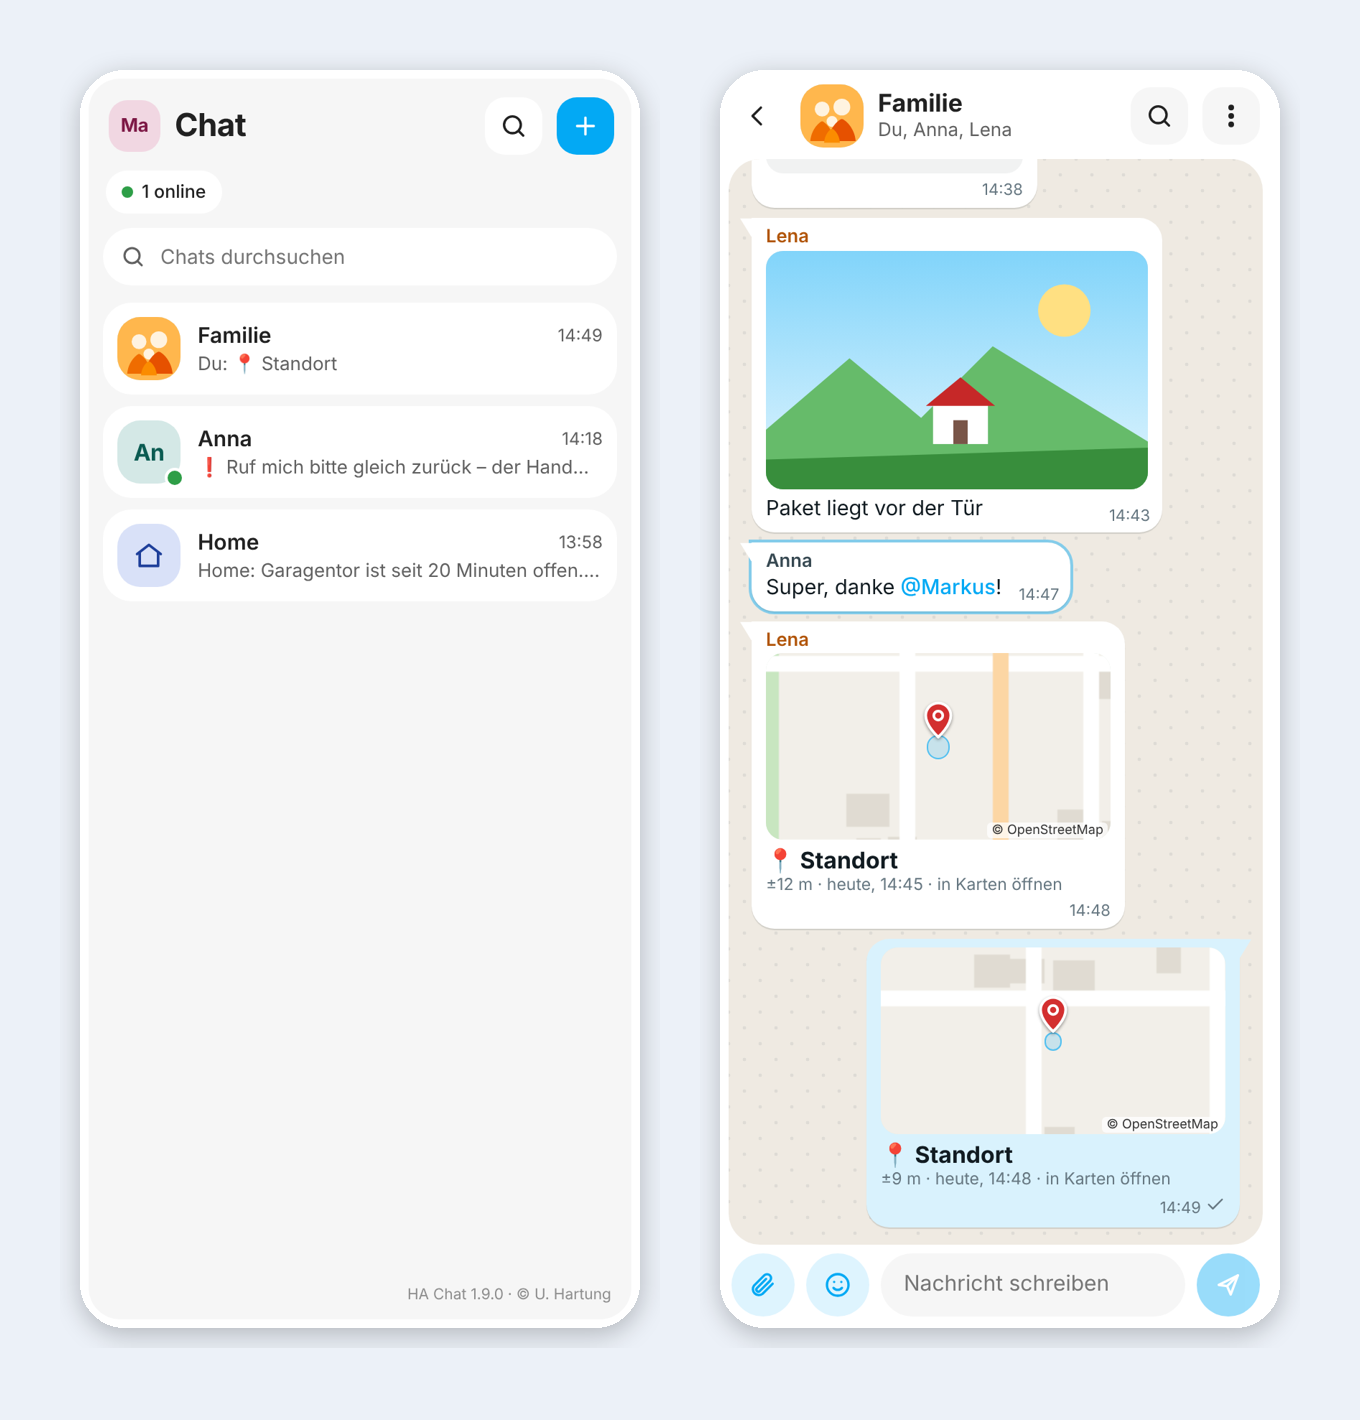 Ma
Chat
1 online
Chats durchsuchen
Familie
14:49
Du: 📍 Standort
An
Anna
14:18
❗ Ruf mich bitte gleich zurück – der Hand...
Home
13:58
Home: Garagentor ist seit 20 Minuten offen....
HA Chat 1.9.0 · © U. Hartung
Familie
Du, Anna, Lena
14:38
Lena
Paket liegt vor der Tür
14:43
Anna
Super, danke @Markus!
14:47
Lena
© OpenStreetMap
📍 Standort
±12 m · heute, 14:45 · in Karten öffnen
14:48
© OpenStreetMap
📍 Standort
±9 m · heute, 14:48 · in Karten öffnen
14:49
Nachricht schreiben